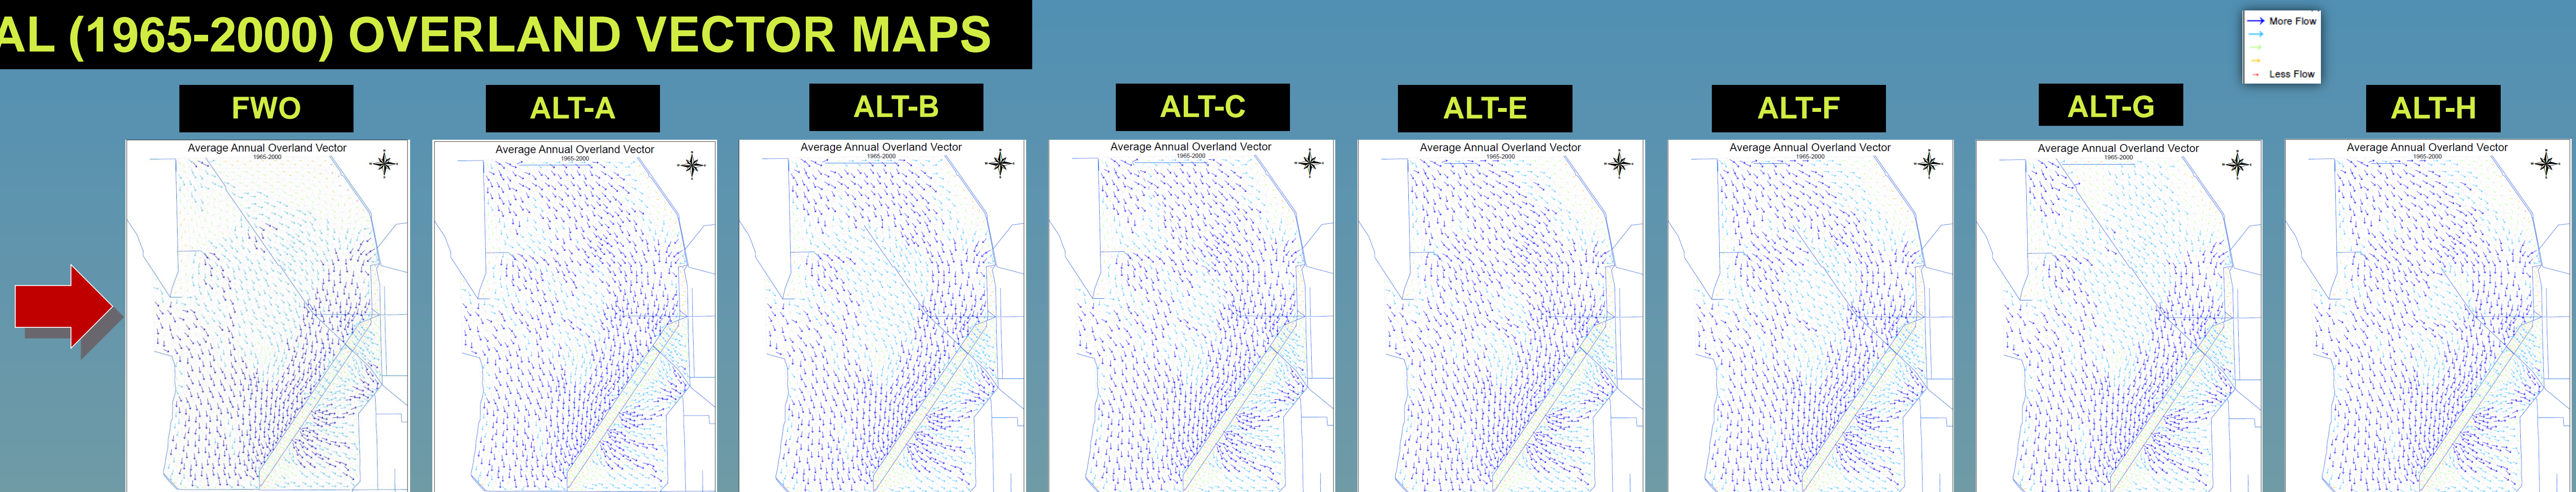 AL (1965-2000) OVERLAND VECTOR MAPS
More Flow
Less Flow
FWO
ALT-A
ALT-B
ALT-C
ALT-E
ALT-F
ALT-G
ALT-H
Average Annual Overland Vector
1965-2000
Average Annual Overland Vector
1965-2000
Average Annual Overland Vector
1965-2000
Average Annual Overland Vector
1965-2000
Average Annual Overland Vector
1965-2000
Average Annual Overland Vector
1965-2000
Average Annual Overland Vector
1965-2000
Average Annual Overland Vector
1965-2000